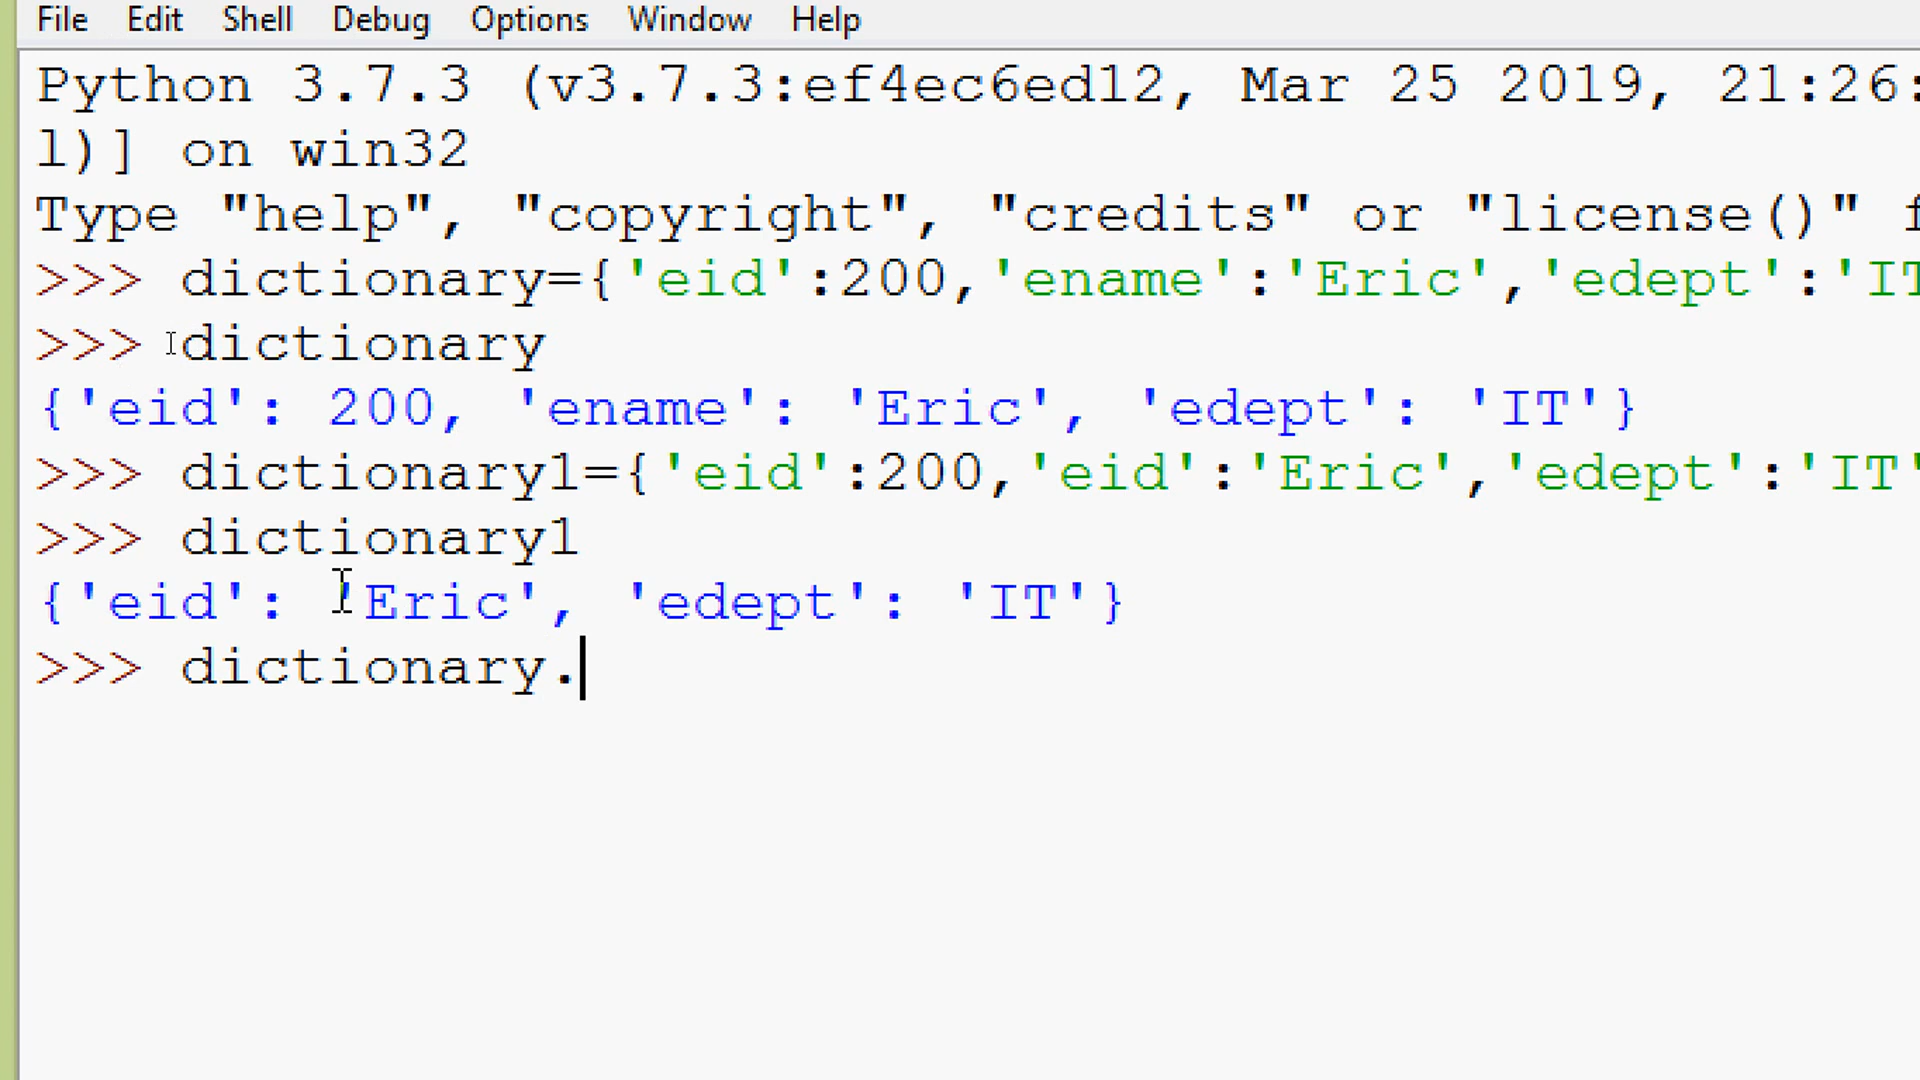 File Edit Shell Debug Options Window Help
Python 3.7.3 (v3.7.3:ef4ec6ed12, Mar 25 2019, 21:26:
l)] on win32
Type "help", "copyright", "credits" or "license()" f
>>> dictionary={'eid':200,'ename':'Eric','edept':'IT
>>> dictionary
{'eid': 200, 'ename': 'Eric', 'edept': 'IT'}
>>> dictionary1={'eid':200,'eid':'Eric','edept':'IT'
>>> dictionary1
{'eid': 'Eric', 'edept': 'IT'}
>>> dictionary.